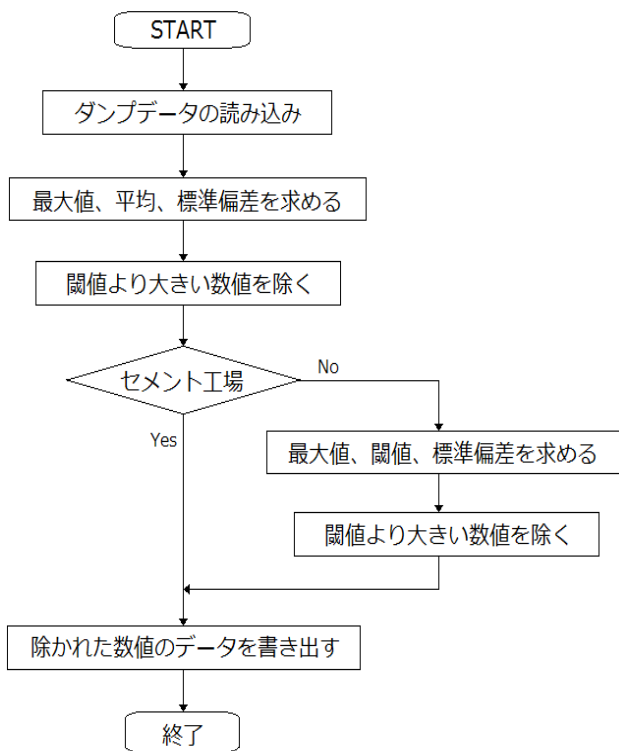 START
ダンプデータの読み込み
最大値、平均、標準偏差を求める
閾値より大きい数値を除く
セメント工場
No
Yes
最大値、閾値、標準偏差を求める
閾値より大きい数値を除く
除かれた数値のデータを書き出す
終了